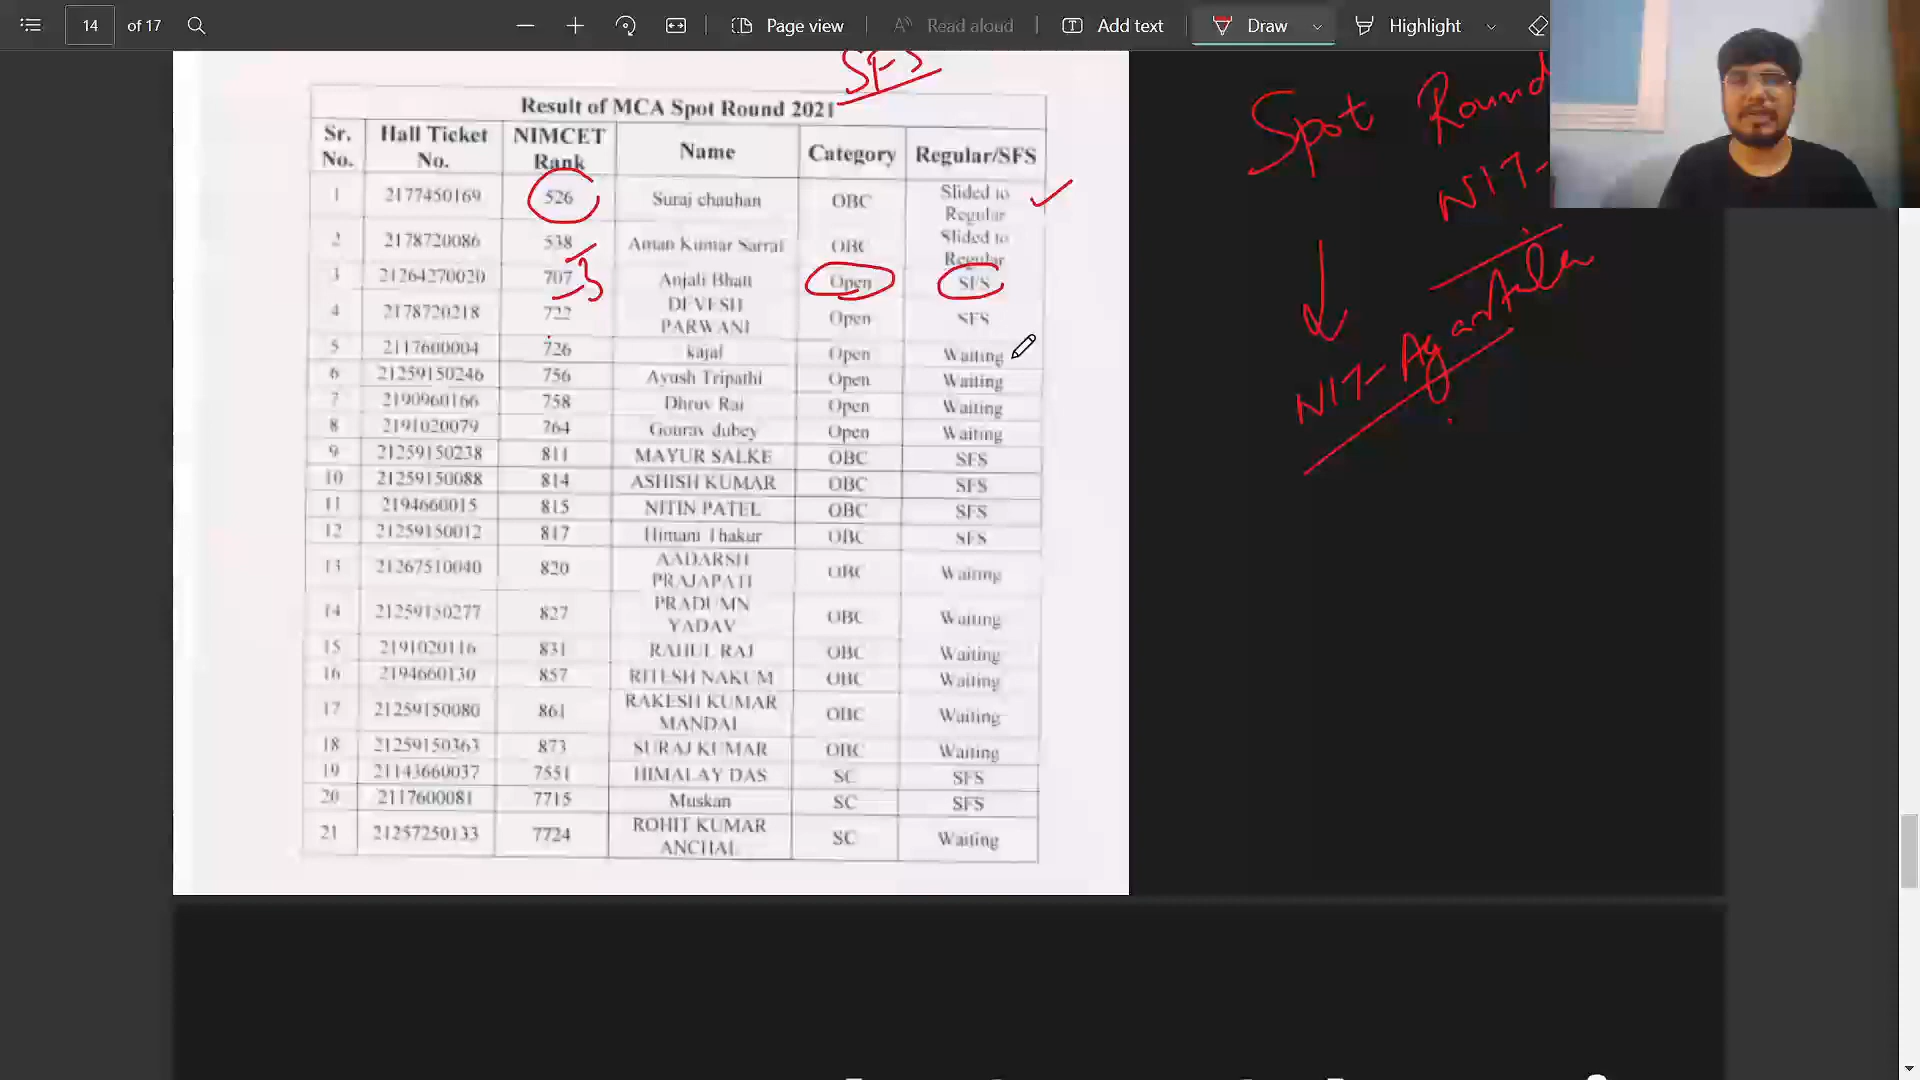 14 of 17 Page view Read aloud Add text Draw Highlight
SFS
Result of MCA Spot Round 2021
Sr. No. Hall Ticket No. NIMCET Rank Name Category Regular/SFS
1 2177450169 526 Suraj chauhan OBC Slided to Regular
2 2178720086 538 Aman Kumar Sarraf OBC Slided to Regular
3 21264270020 707 Anjali Bhatt Open SFS
4 2178720218 722 DEVESH PARWANI Open SFS
5 2117600004 726 kajal Open Waiting
6 21259150246 756 Ayush Tripathi Open Waiting
7 2190960166 758 Dhruv Rai Open Waiting
8 2191020079 764 Gourav dubey Open Waiting
9 21259150238 811 MAYUR SALKE OBC SFS
10 21259150088 814 ASHISH KUMAR OBC SFS
11 2194660015 815 NITIN PATEL OBC SFS
12 21259150012 817 Himani Thakur OBC SFS
13 21267510040 820 AADARSH PRAJAPATI OBC Waiting
14 21259150277 827 PRADUMN YADAV OBC Waiting
15 2191020116 831 RAHUL RAJ OBC Waiting
16 2194660130 857 RITESH NAKUM OBC Waiting
17 21259150080 861 RAKESH KUMAR MANDAL OBC Waiting
18 21259150363 873 SURAJ KUMAR OBC Waiting
19 21143660037 7551 HIMALAY DAS SC SFS
20 2117600081 7715 Muskan SC SFS
21 21257250133 7724 ROHIT KUMAR ANCHAL SC Waiting
3
Spot Round
NIT-
NIT- Agartala